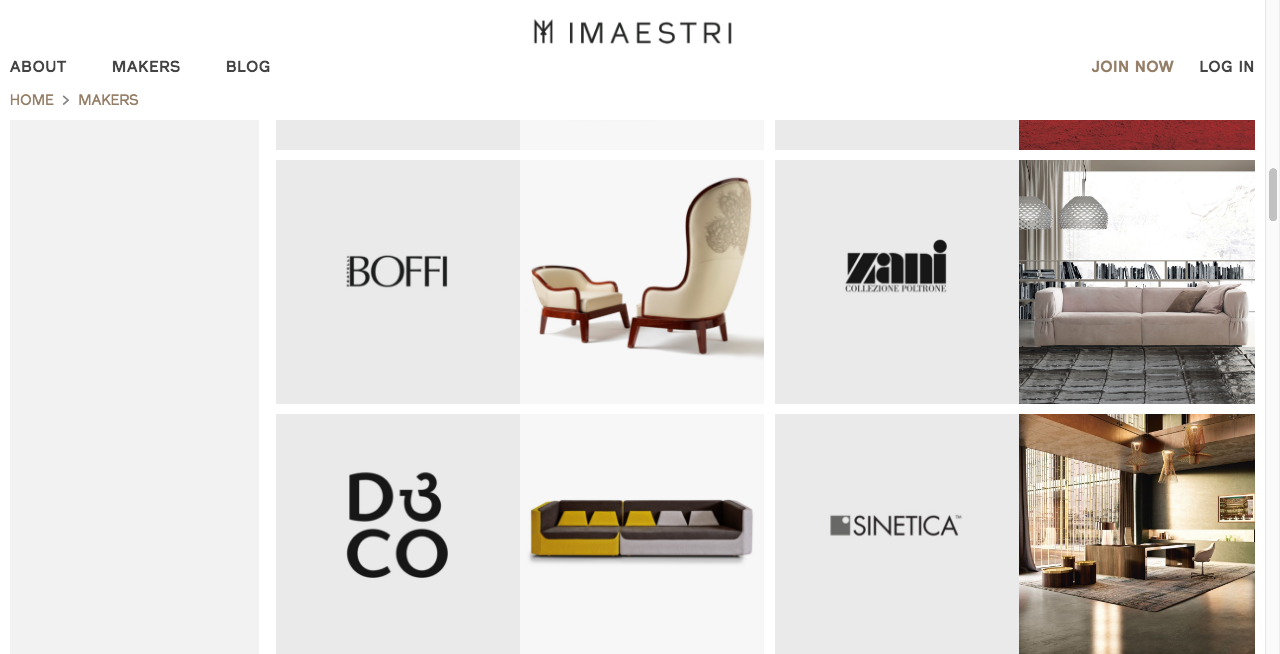 IMAESTRI
ABOUT
MAKERS
BLOG
JOIN NOW
LOG IN
HOME > MAKERS
BOFFI
zani
COLLEZIONE POLTRONE
D3
CO
SINETICA™